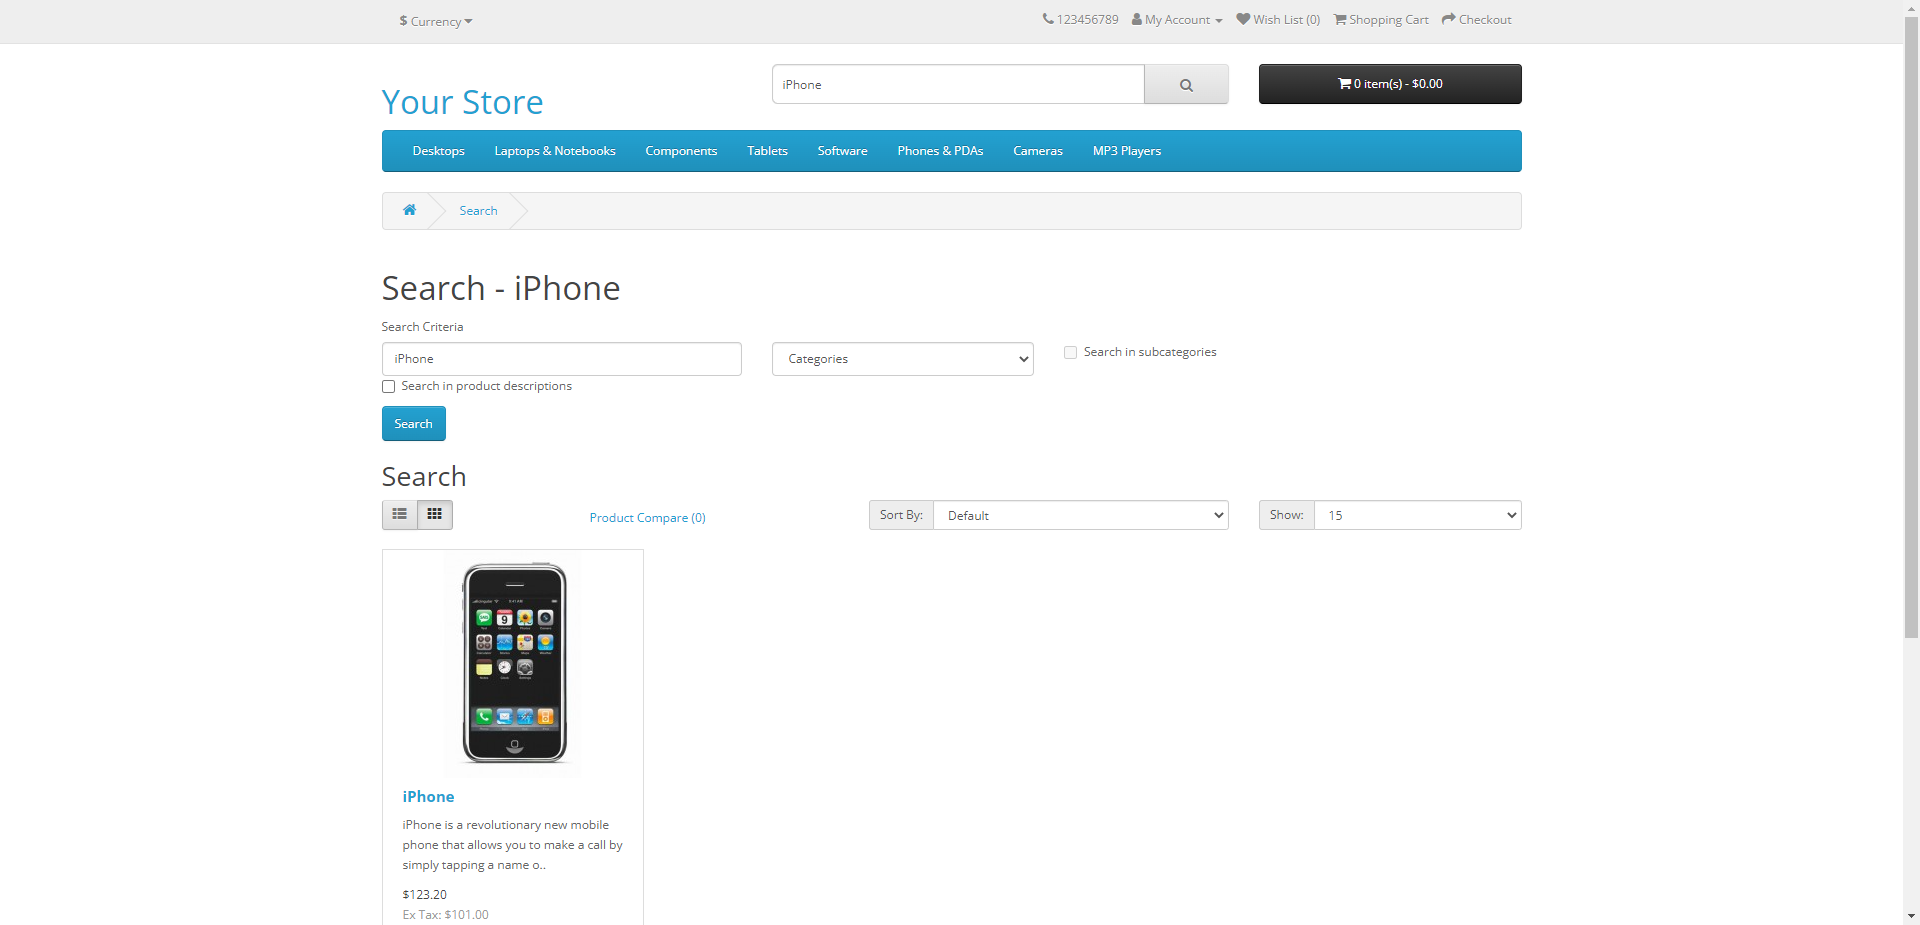 $ Currency
123456789 My Account Wish List (0) Shopping Cart Checkout
Your Store
iPhone
0 item(s) - $0.00
Desktops Laptops & Notebooks Components Tablets Software Phones & PDAs Cameras MP3 Players
Search
Search - iPhone
Search Criteria
iPhone
Categories
Search in subcategories
Search in product descriptions
Search
Search
Product Compare (0)
Sort By: Default
Show: 15
iPhone
iPhone is a revolutionary new mobile
phone that allows you to make a call by
simply tapping a name o..
$123.20
Ex Tax: $101.00